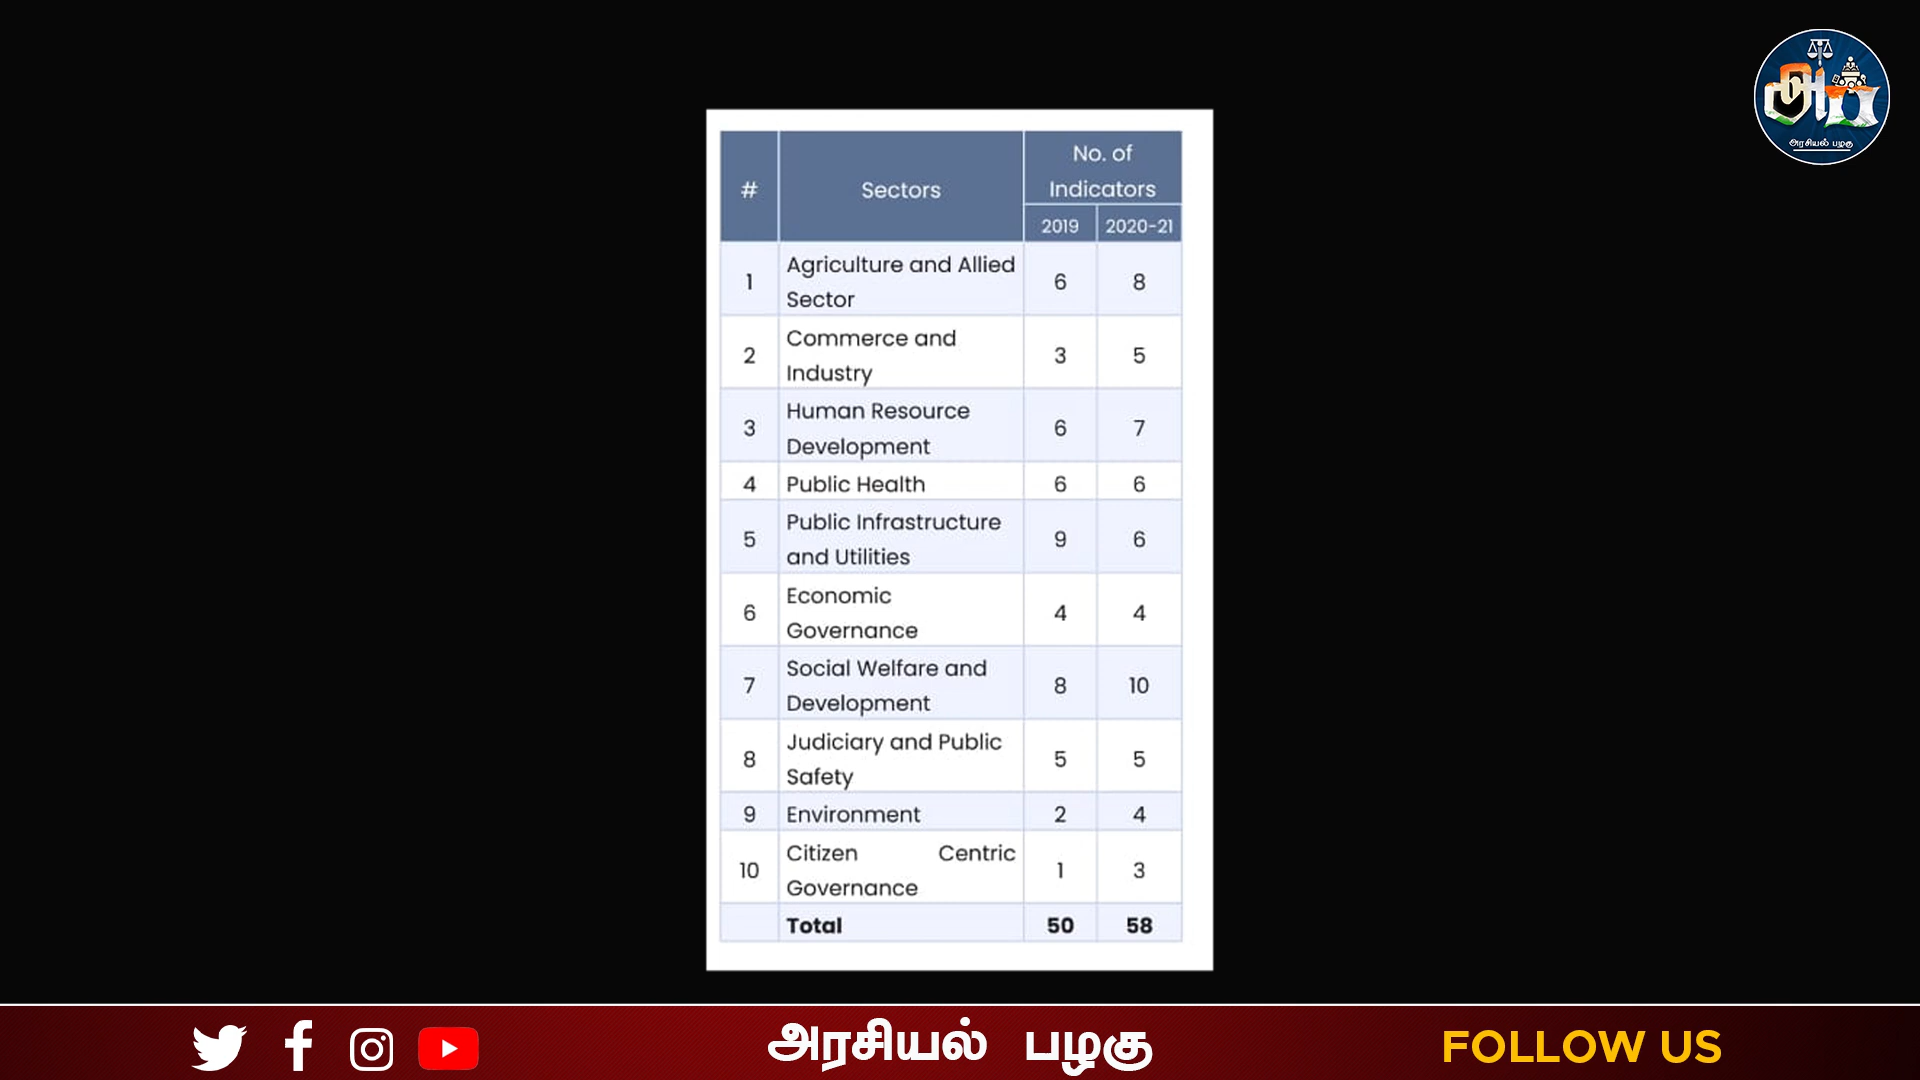 அரசியல் பழகு
# Sectors No. of
Indicators
2019 2020-21
1 Agriculture and Allied
Sector 6 8
2 Commerce and
Industry 3 5
3 Human Resource
Development 6 7
4 Public Health 6 6
5 Public Infrastructure
and Utilities 9 6
6 Economic
Governance 4 4
7 Social Welfare and
Development 8 10
8 Judiciary and Public
Safety 5 5
9 Environment 2 4
10 Citizen Centric
Governance 1 3
Total 50 58
அரசியல் பழகு FOLLOW US